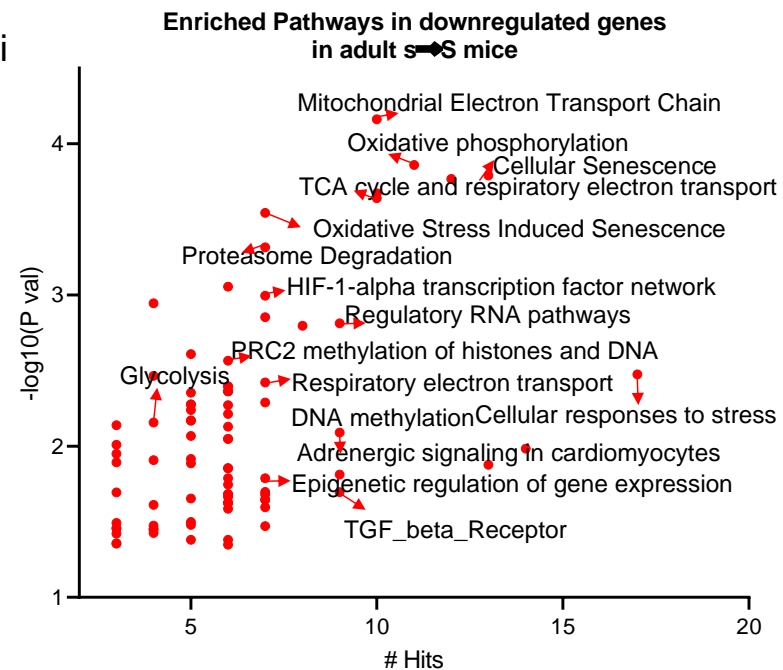 Enriched Pathways in downregulated genes
in adult s➔S mice
i
Mitochondrial Electron Transport Chain
4
Oxidative phosphorylation
Cellular Senescence
TCA cycle and respiratory electron transport
Oxidative Stress Induced Senescence
Proteasome Degradation
HIF-1-alpha transcription factor network
3
Regulatory RNA pathways
-log10(P val)
PRC2 methylation of histones and DNA
Glycolysis
Respiratory electron transport
DNA methylation
Cellular responses to stress
2
Adrenergic signaling in cardiomyocytes
Epigenetic regulation of gene expression
TGF_beta_Receptor
1
5
10
15
20
# Hits